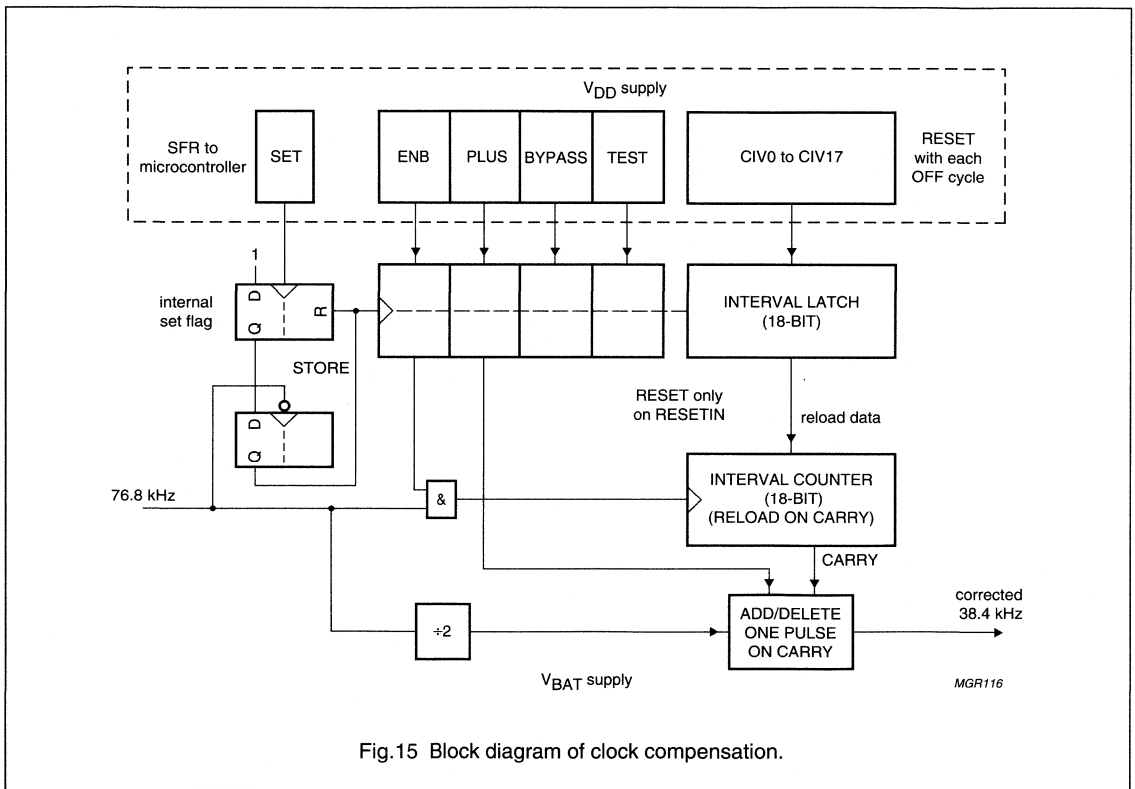 V_DD supply
SFR to
microcontroller
SET
ENB
PLUS
BYPASS
TEST
CIV0 to CIV17
RESET
with each
OFF cycle
1
internal
set flag
D
R
Q
STORE
INTERVAL LATCH
(18-BIT)
RESET only
on RESETIN
reload data
D
Q
76.8 kHz
&
INTERVAL COUNTER
(18-BIT)
(RELOAD ON CARRY)
CARRY
÷2
ADD/DELETE
ONE PULSE
ON CARRY
corrected
38.4 kHz
V_BAT supply
MGR116
Fig.15 Block diagram of clock compensation.